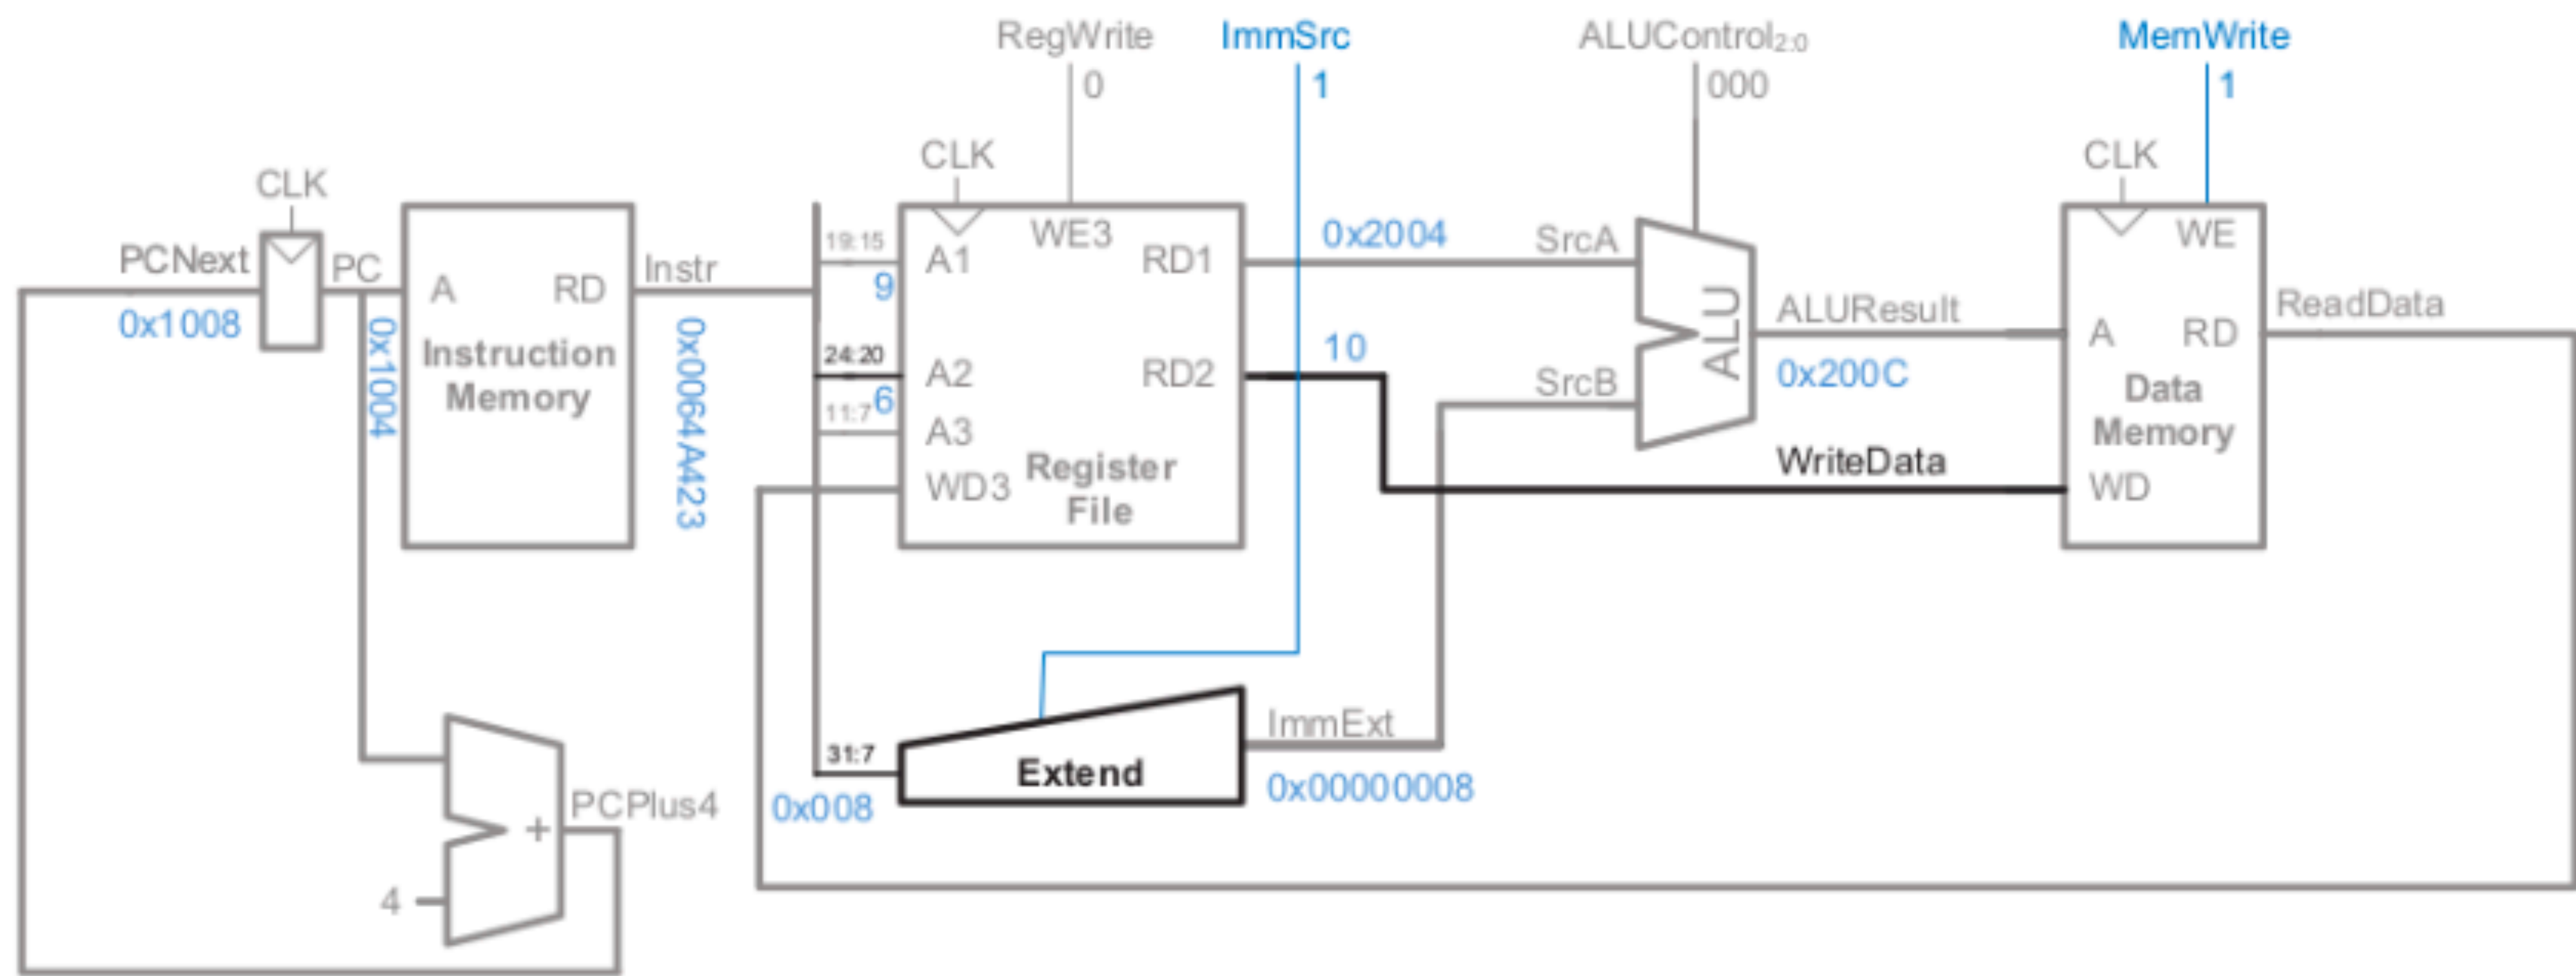 RegWrite
ImmSrc
ALUControl2:0
MemWrite
0
1
000
1
CLK
CLK
CLK
PCNext
0x1008
PC
0x1004
A
RD
Instruction
Memory
Instr
0x0064A423
19:15
9
24:20
6
11:7
A1
WE3
RD1
A2
RD2
A3
WD3
Register
File
0x2004
SrcA
10
SrcB
ALU
ALUResult
0x200C
WriteData
WE
A
RD
Data
Memory
WD
ReadData
31:7
0x008
Extend
ImmExt
0x00000008
PCPlus4
+
4